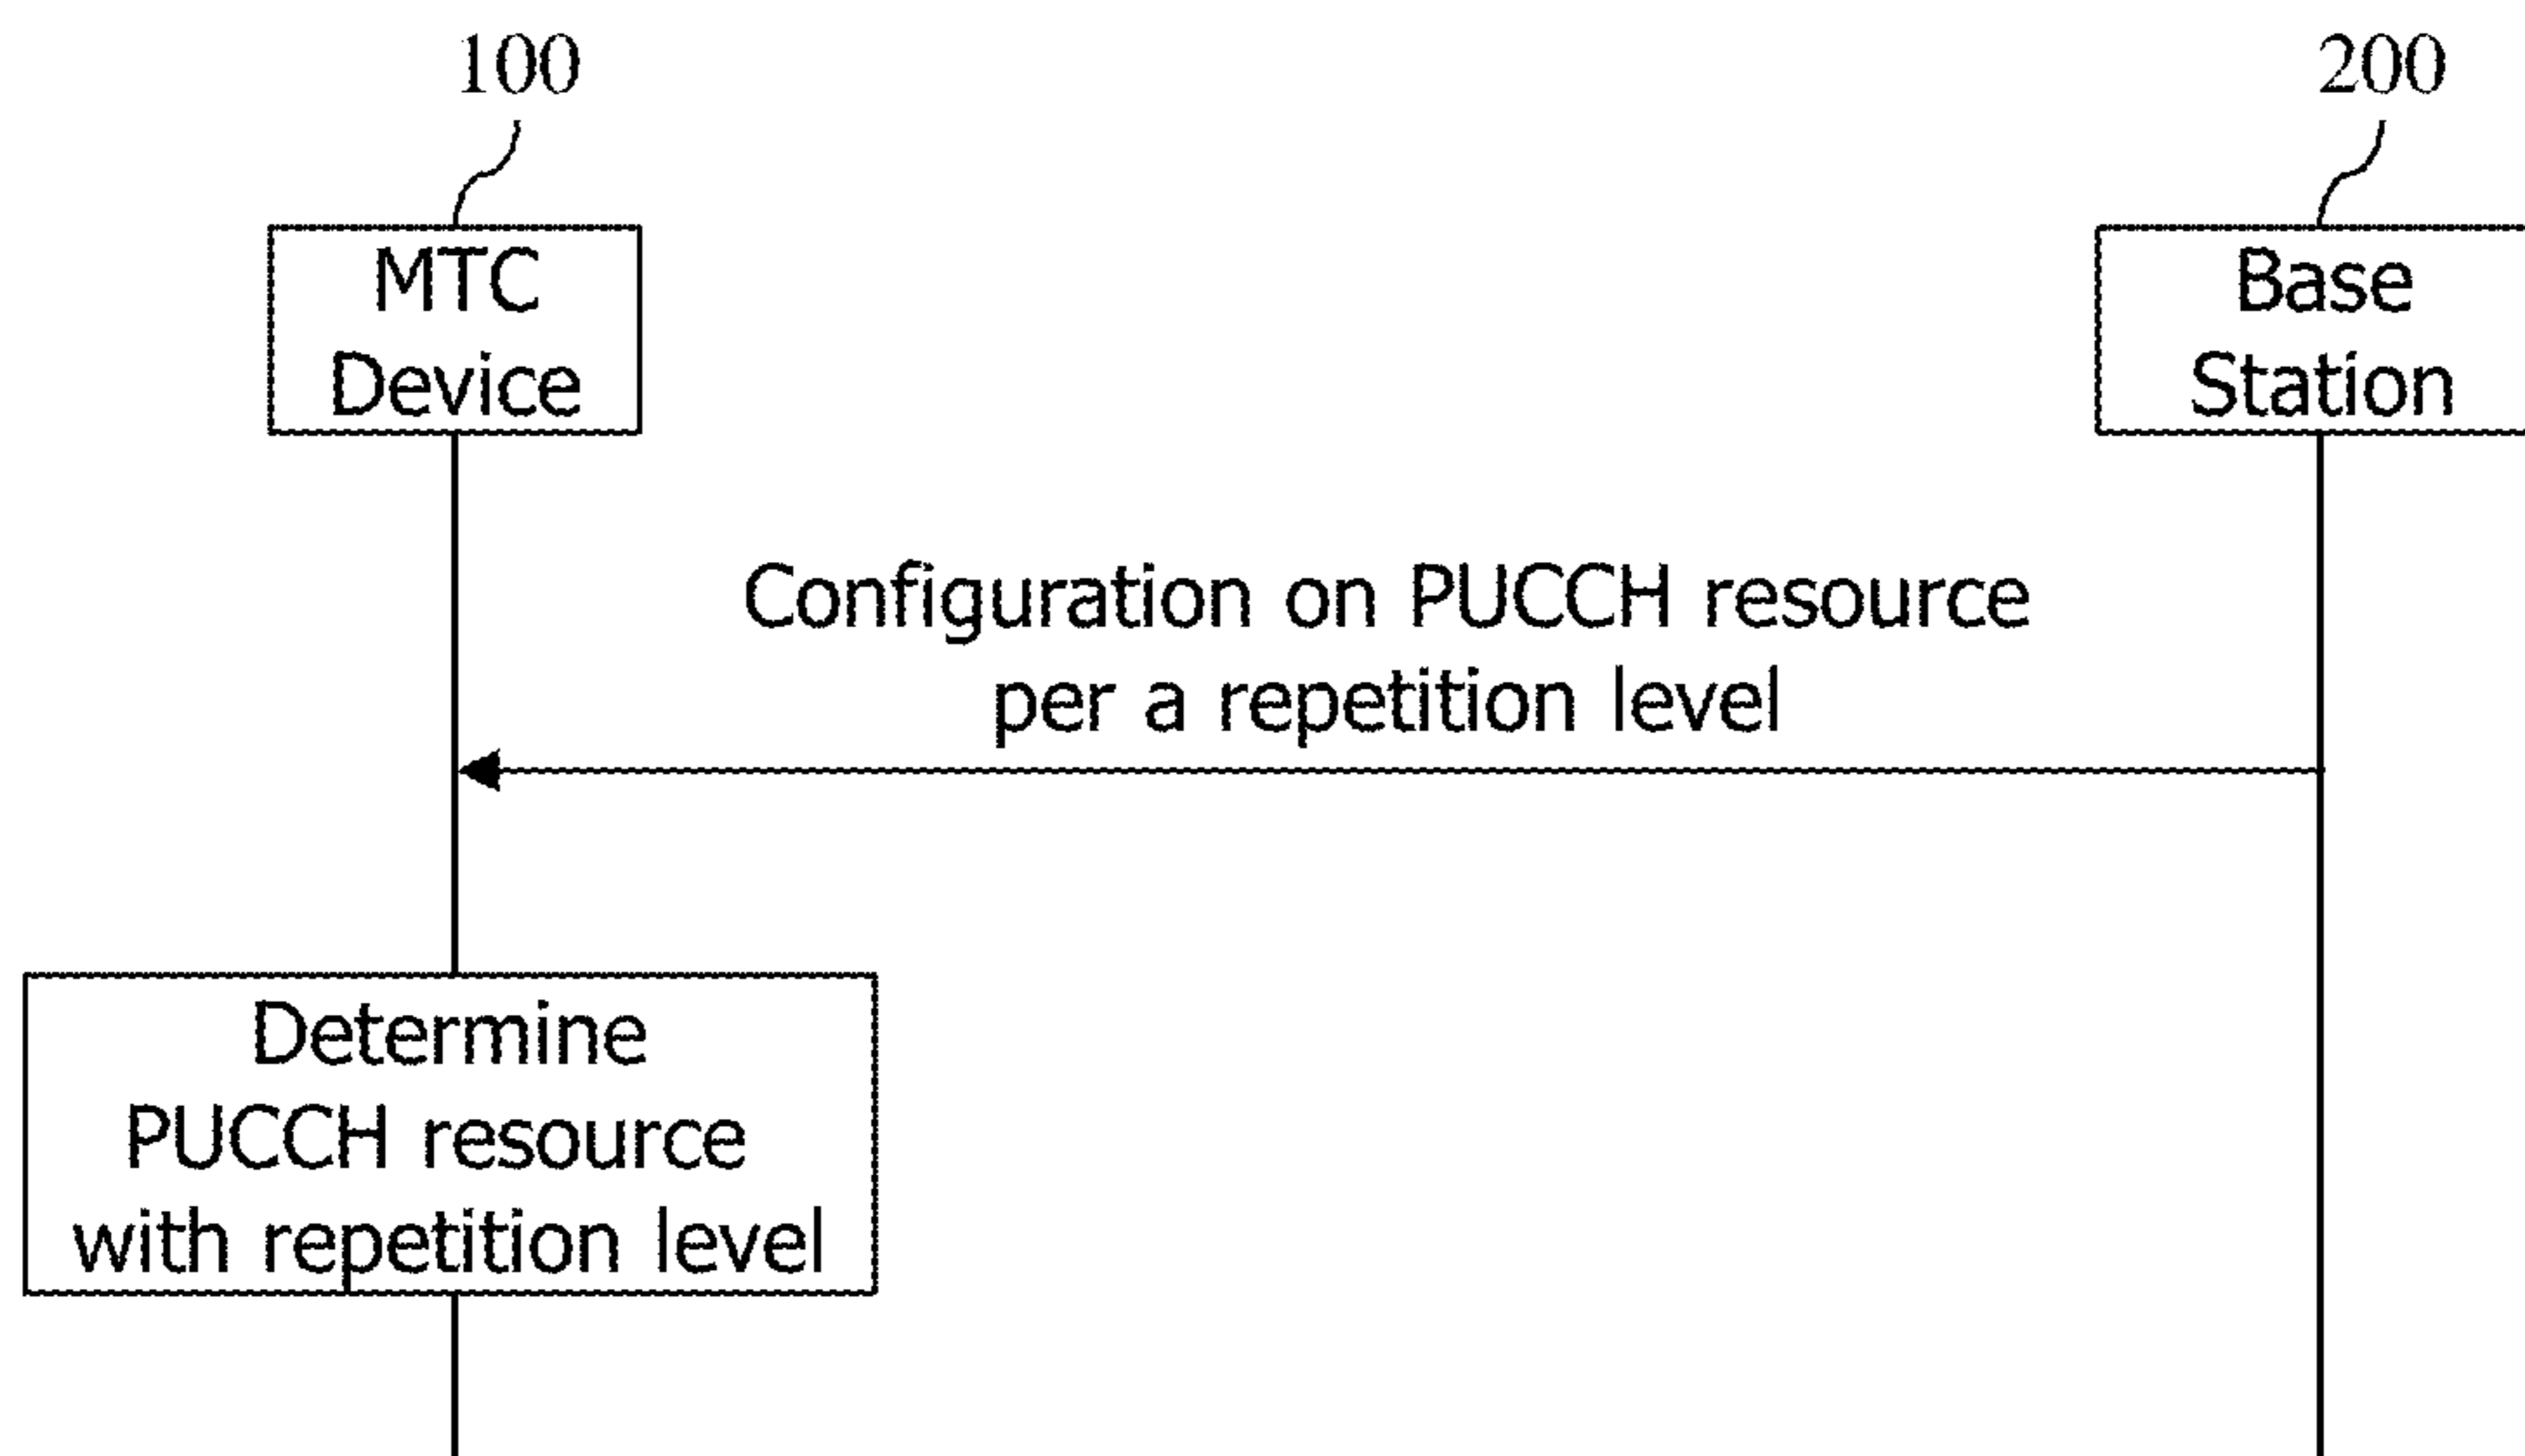 100
200
MTC
Device
Base
Station
Configuration on PUCCH resource
per a repetition level
Determine
PUCCH resource
with repetition level